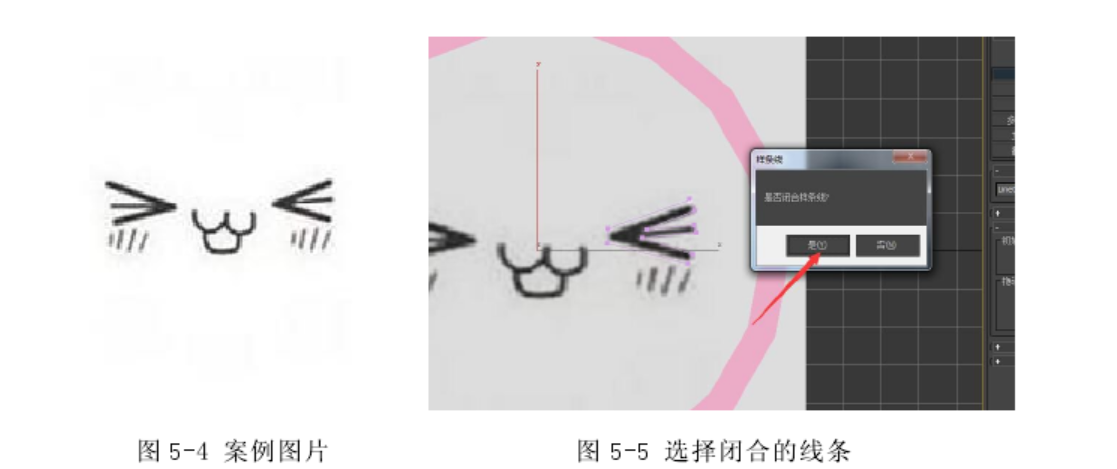 样条线
是否闭合样条线?
是(Y)
否(N)
图 5-4 案例图片
图 5-5 选择闭合的线条